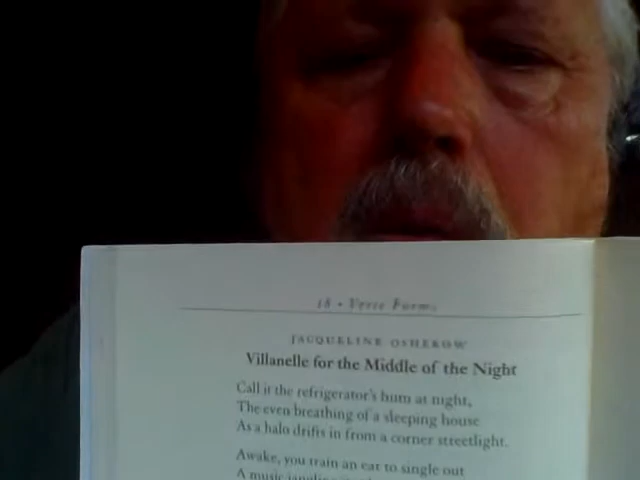 18 • Verse Forms
JACQUELINE OSHEROW
Villanelle for the Middle of the Night
Call it the refrigerator's hum at night,
The even breathing of a sleeping house
As a halo drifts in from a corner streetlight.
Awake, you train an ear to single out
A music